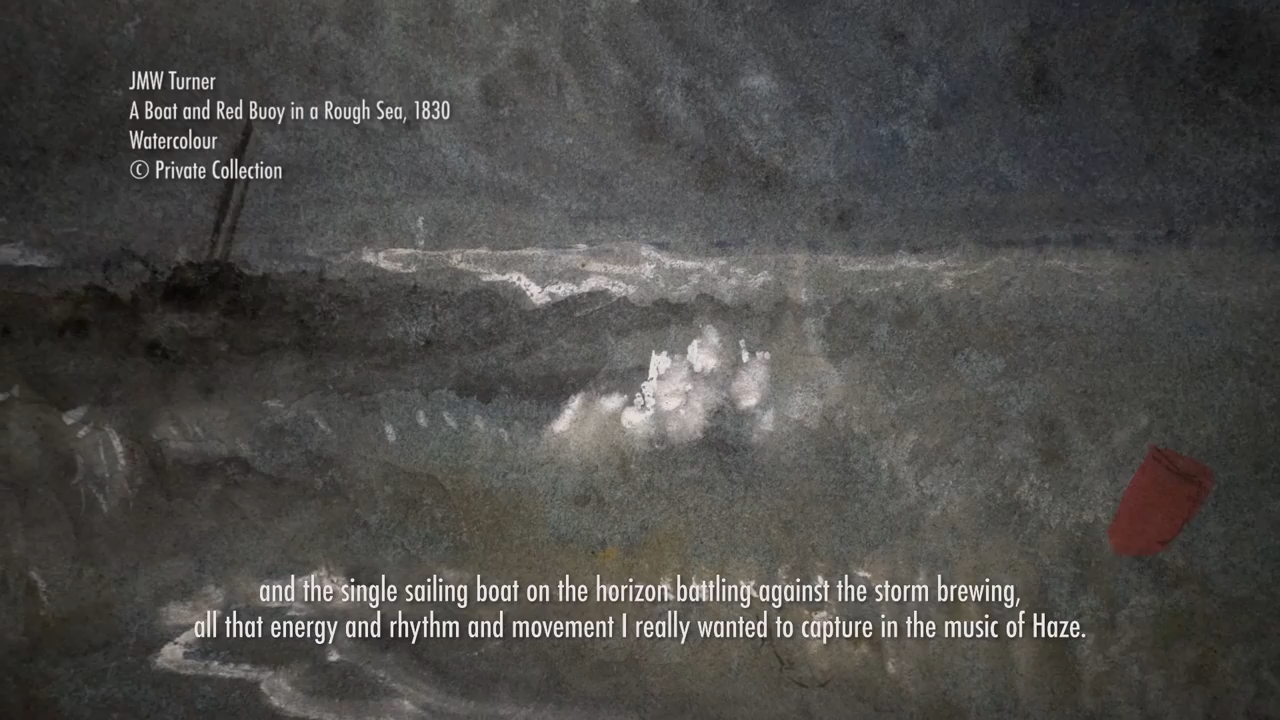 JMW Turner
A Boat and Red Buoy in a Rough Sea, 1830
Watercolour
© Private Collection
and the single sailing boat on the horizon battling against the storm brewing,
all that energy and rhythm and movement I really wanted to capture in the music of Haze.